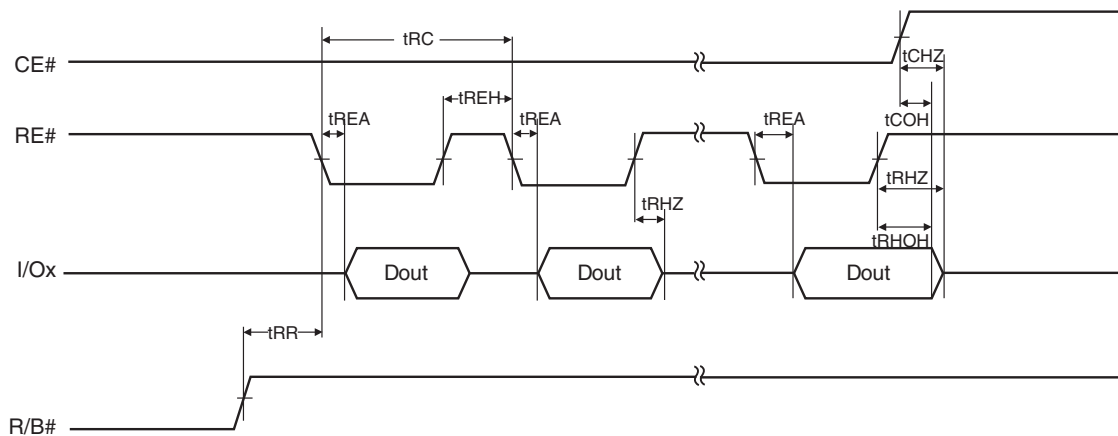 tRC
CE#
tCHZ
tREH
tCOH
tREA
tREA
tREA
RE#
tRHZ
tRHZ
tRHOH
I/Ox
Dout
Dout
Dout
tRR
R/B#